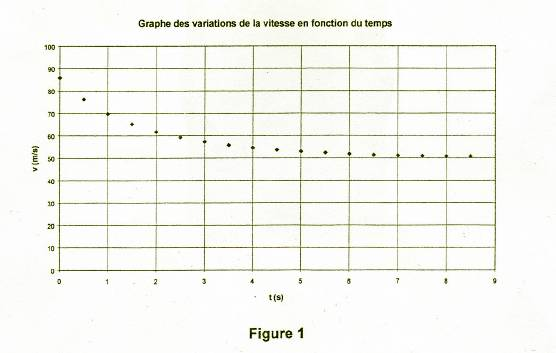 Graphe des variations de la vitesse en fonction du temps
100
90
80
70
60
50
40
30
20
10
0
v (m/s)
0 1 2 3 4 5 6 7 8 9
t (s)
Figure 1